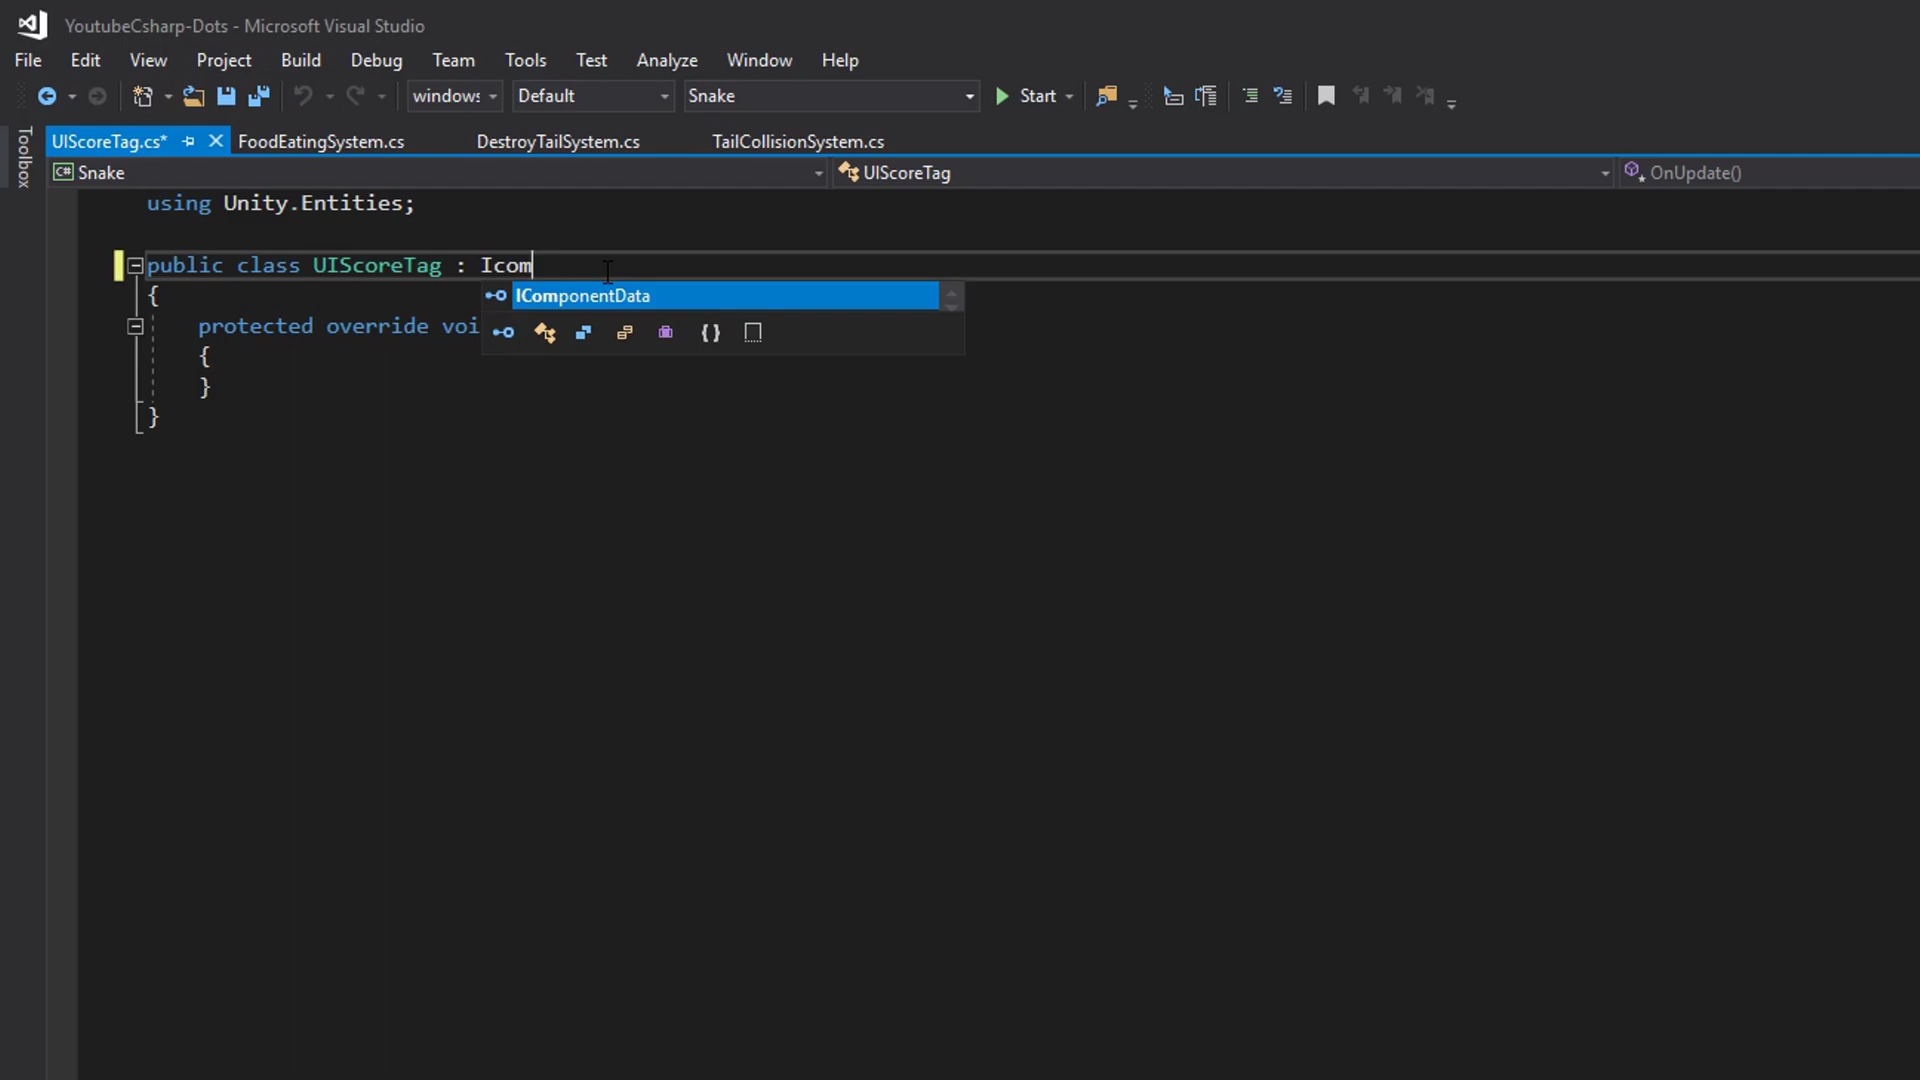 YoutubeCsharp-Dots - Microsoft Visual Studio
File Edit View Project Build Debug Team Tools Test Analyze Window Help
windows Default Snake Start
Toolbox
UIScoreTag.cs* FoodEatingSystem.cs DestroyTailSystem.cs TailCollisionSystem.cs
C# Snake UIScoreTag OnUpdate()
using Unity.Entities;
public class UIScoreTag : Icom
{
IComponentData
protected override voi
{
}
}